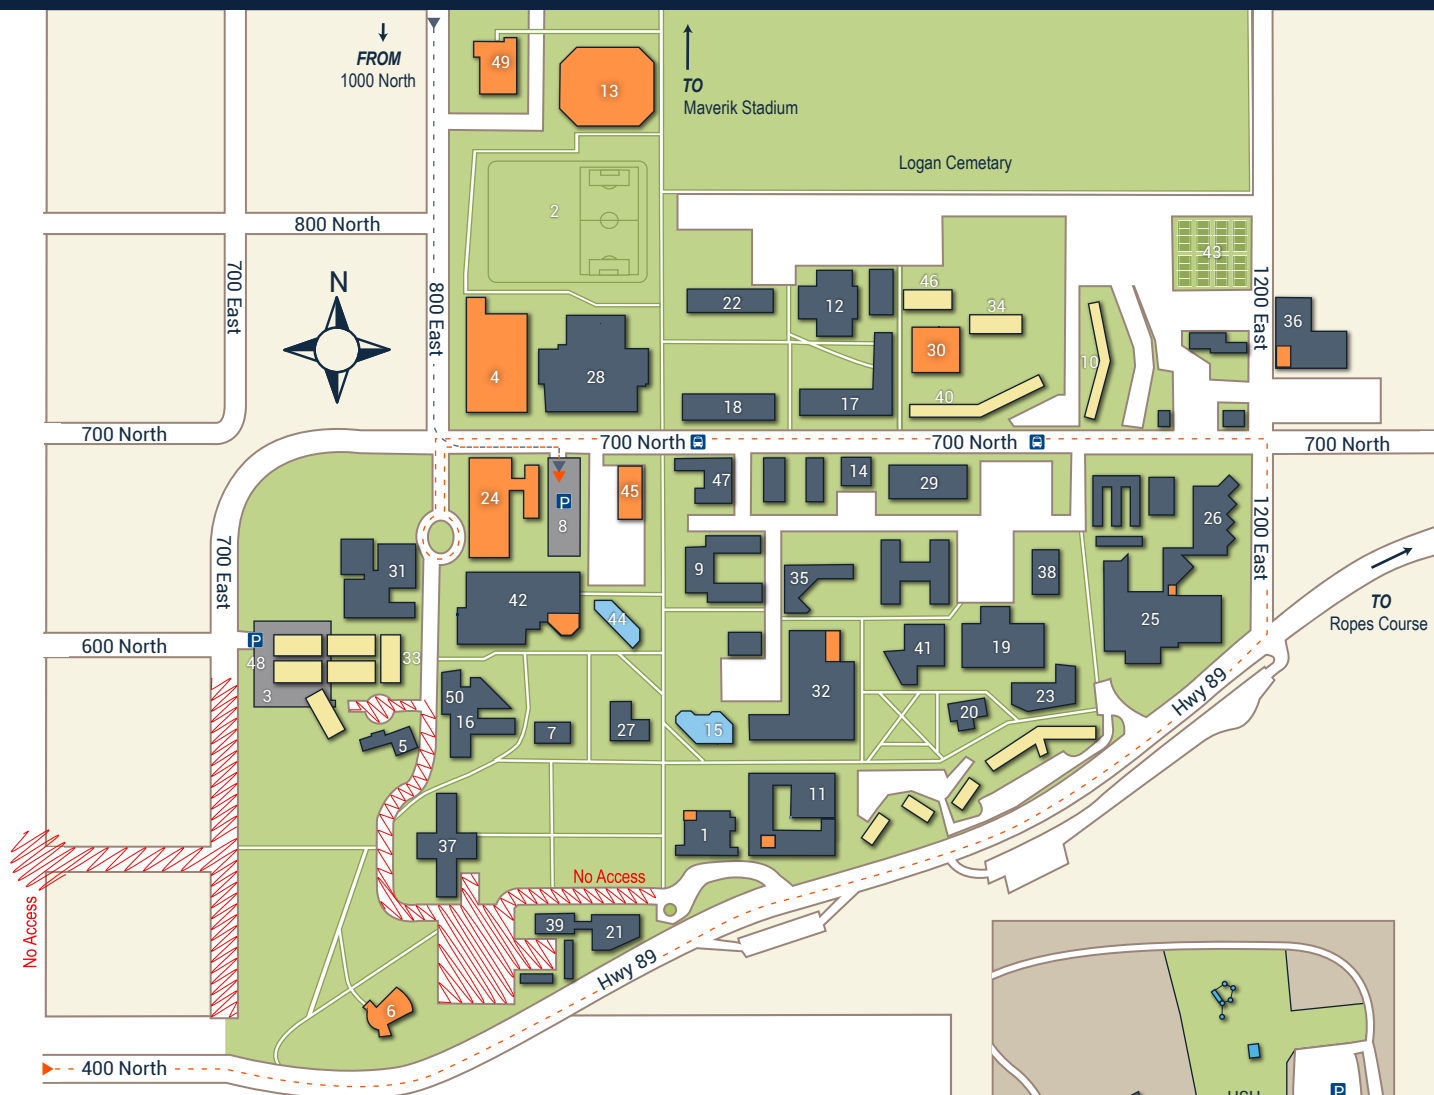 FROM
1000 North
49
13
TO
Maverik Stadium
Logan Cemetary
2
800 North
43
700 East
N
800 East
22
12
46
34
30
10
1200 East
36
4
28
18
17
40
700 North
700 North
700 North
700 North
24
P
8
45
47
14
29
26
1200 East
700 East
31
9
35
38
TO
Ropes Course
42
44
25
600 North
P
48
33
3
41
19
50
16
32
23
Hwy 89
5
7
27
15
20
11
1
37
No Access
No Access
39
21
Hwy 89
6
400 North
P